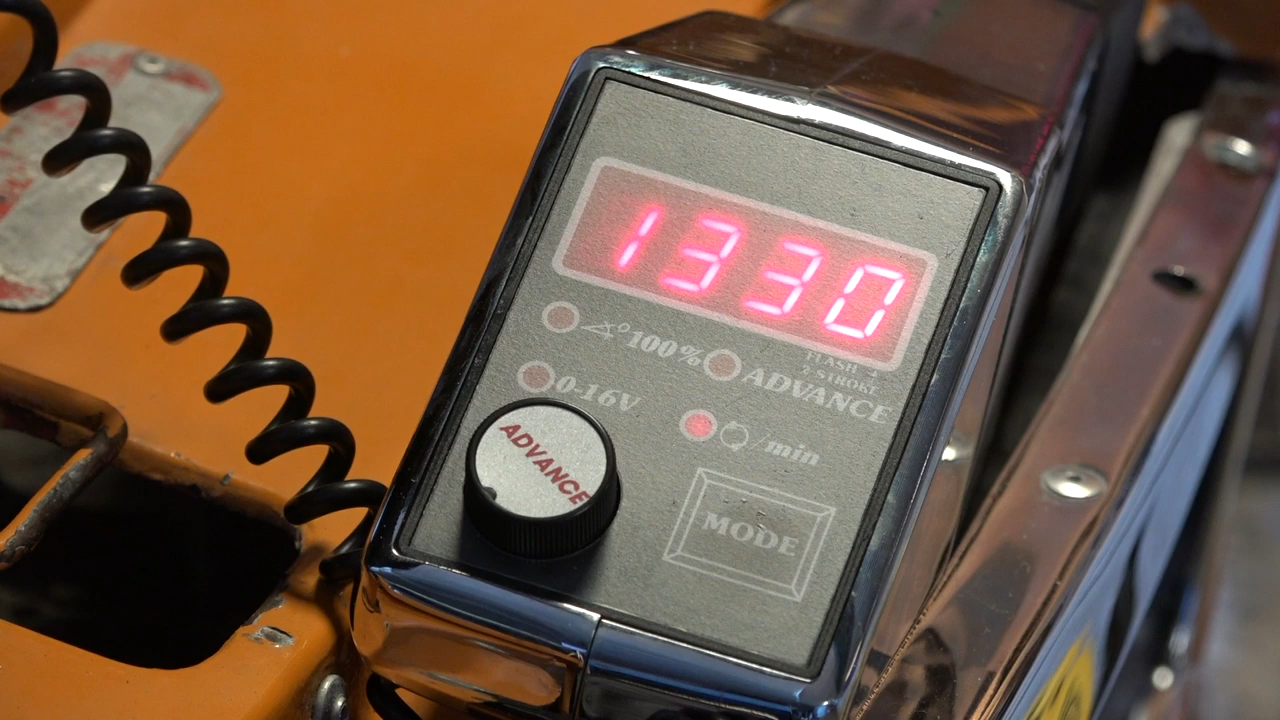 1330
∡° 100%
FLASH =
2 STROKE
ADVANCE
0-16V
/min
ADVANCE
MODE